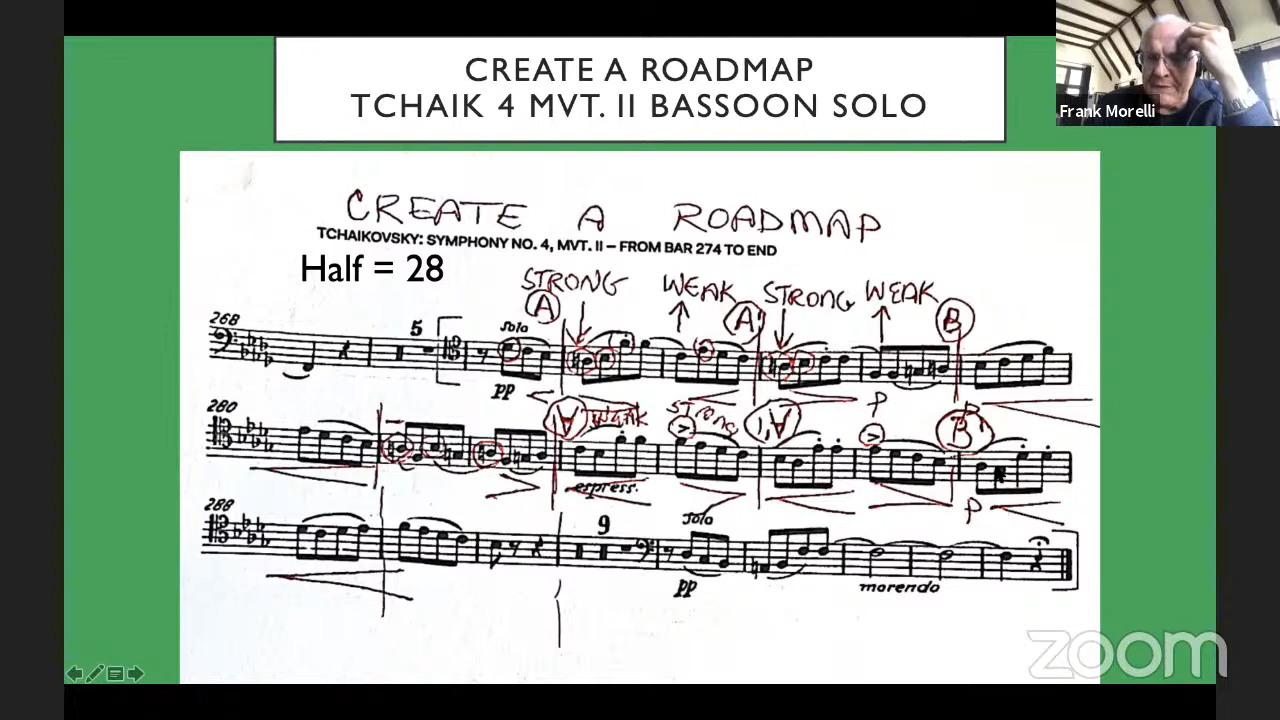 CREATE A ROADMAP
TCHAIK 4 MVT. II BASSOON SOLO
Frank Morelli
CREATE A ROADMAP
TCHAIKOVSKY: SYMPHONY NO. 4, MVT. II – FROM BAR 274 TO END
Half = 28
STRONG WEAK STRONG WEAK
A A B
268 5 solo
pp p p
280 A' WEAK STRONG A' B'
espress. p
288 9 solo
pp morendo
zoom